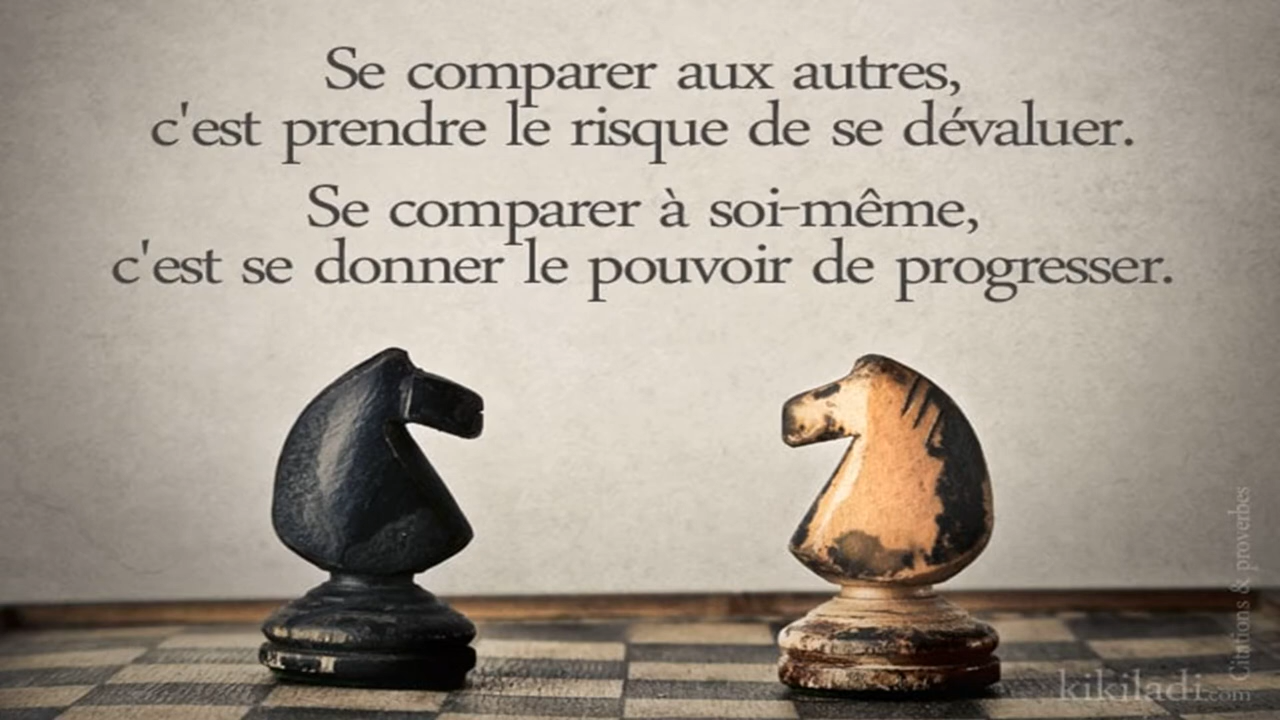 Se comparer aux autres,
c'est prendre le risque de se dévaluer.
Se comparer à soi-même,
c'est se donner le pouvoir de progresser.
Citations & proverbes
kikiladi.com